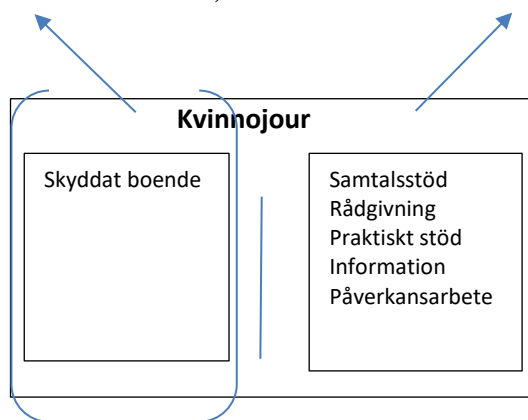 Kvinnojour
Skyddat boende
Samtalsstöd
Rådgivning
Praktiskt stöd
Information
Påverkansarbete